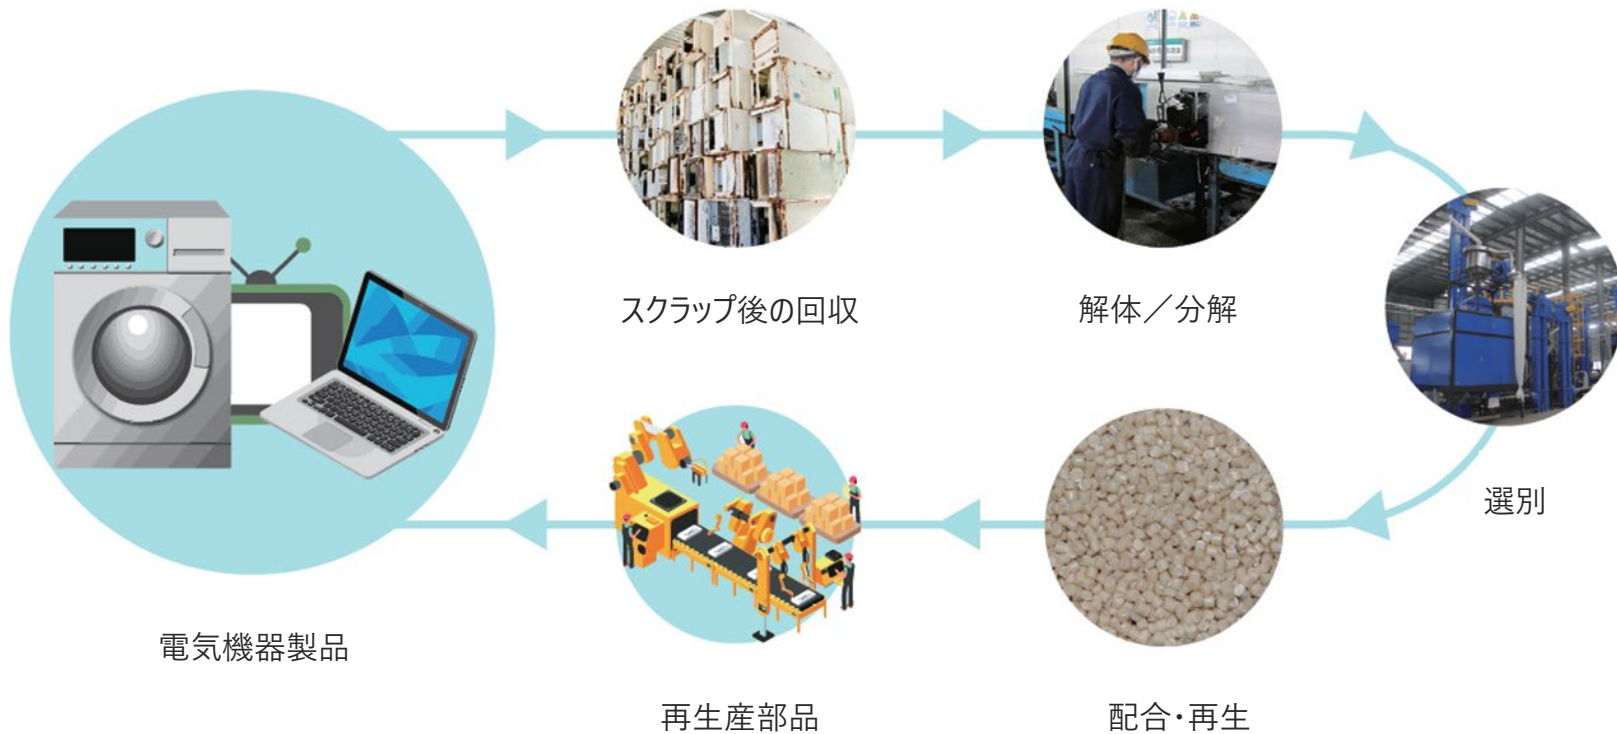 スクラップ後の回収
解体／分解
選別
電気機器製品
再生産部品
配合・再生